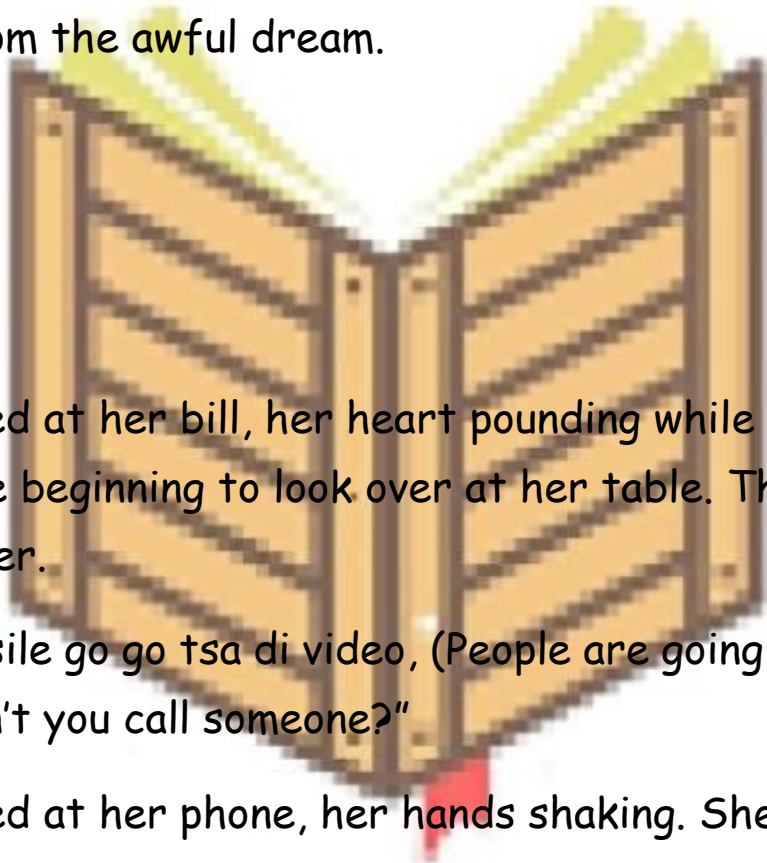 om the awful dream.
ed at her bill, her heart pounding while
e beginning to look over at her table. Th
er.
sile go go tsa di video, (People are going
n't you call someone?"
ed at her phone, her hands shaking. She